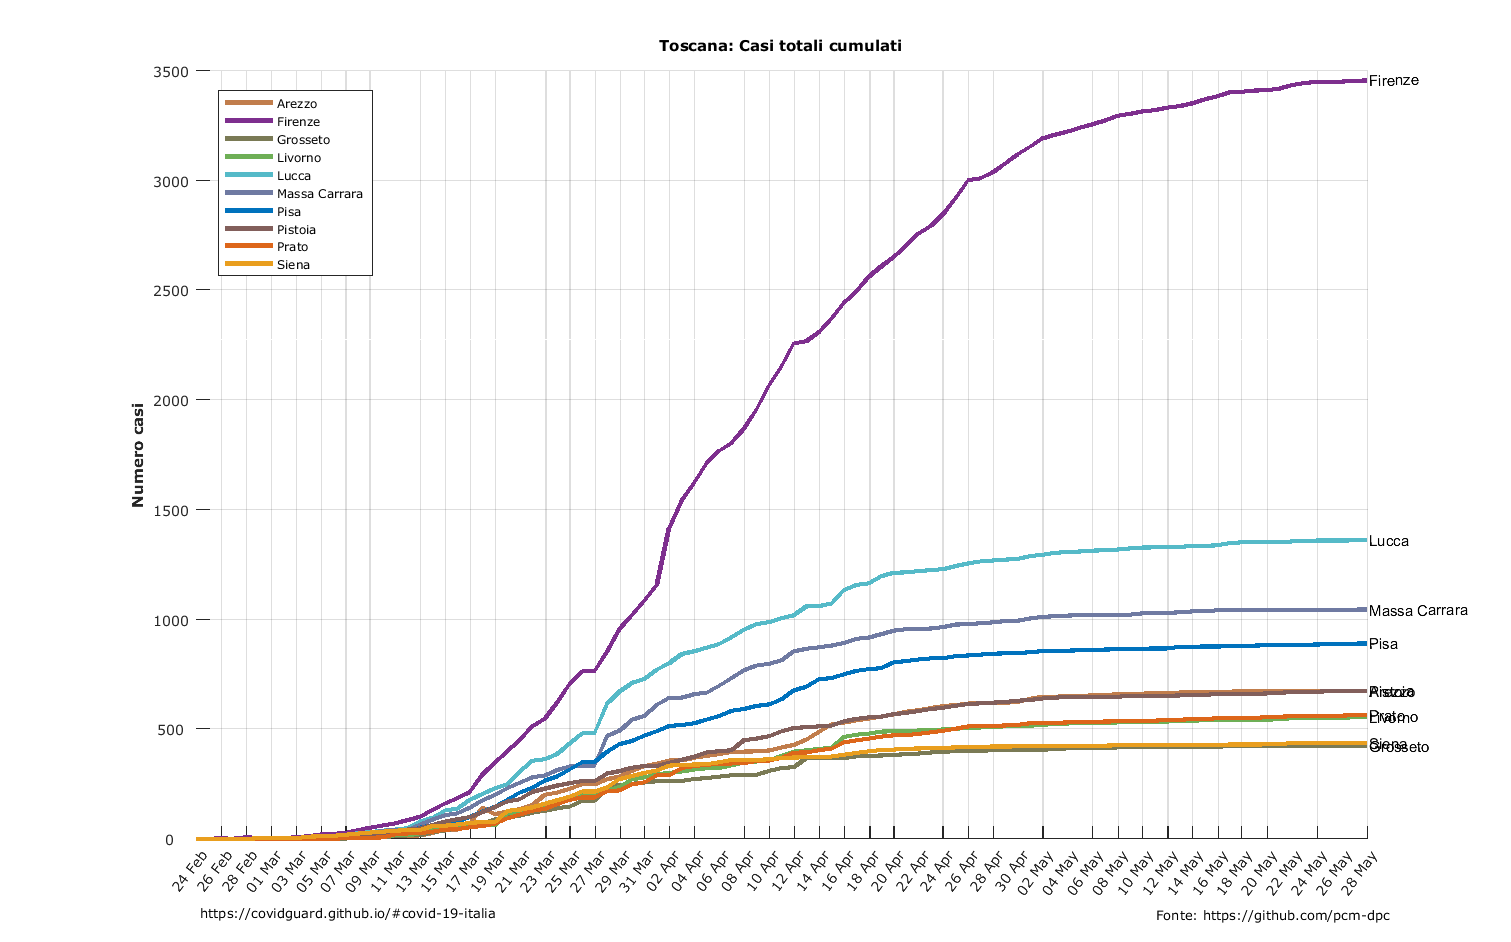 Toscana: Casi totali cumulati
3500
3000
2500
2000
1500
1000
500
0
Numero casi
Arezzo
Firenze
Grosseto
Livorno
Lucca
Massa Carrara
Pisa
Pistoia
Prato
Siena
Firenze
Lucca
Massa Carrara
Pisa
Arezzo
Pistoia
Prato
Livorno
Siena
Grosseto
24 Feb
26 Feb
28 Feb
01 Mar
03 Mar
05 Mar
07 Mar
09 Mar
11 Mar
13 Mar
15 Mar
17 Mar
19 Mar
21 Mar
23 Mar
25 Mar
27 Mar
29 Mar
31 Mar
02 Apr
04 Apr
06 Apr
08 Apr
10 Apr
12 Apr
14 Apr
16 Apr
18 Apr
20 Apr
22 Apr
24 Apr
26 Apr
28 Apr
30 Apr
02 May
04 May
06 May
08 May
10 May
12 May
14 May
16 May
18 May
20 May
22 May
24 May
26 May
28 May
https://covidguard.github.io/#covid-19-italia
Fonte: https://github.com/pcm-dpc